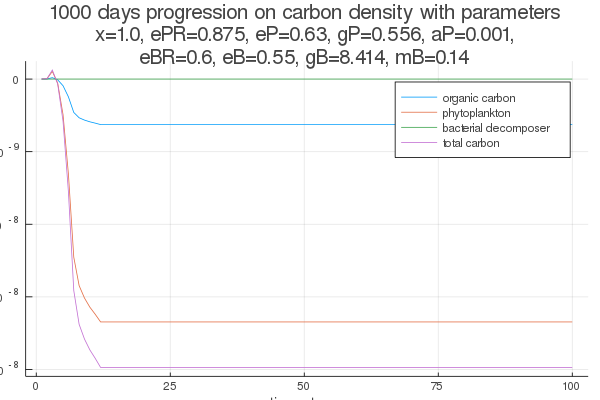 1000 days progression on carbon density with parameters
x=1.0, ePR=0.875, eP=0.63, gP=0.556, aP=0.001,
eBR=0.6, eB=0.55, gB=8.414, mB=0.14
0
organic carbon
phytoplankton
bacterial decomposer
total carbon
-9
-8
-8
-8
0 25 50 75 100